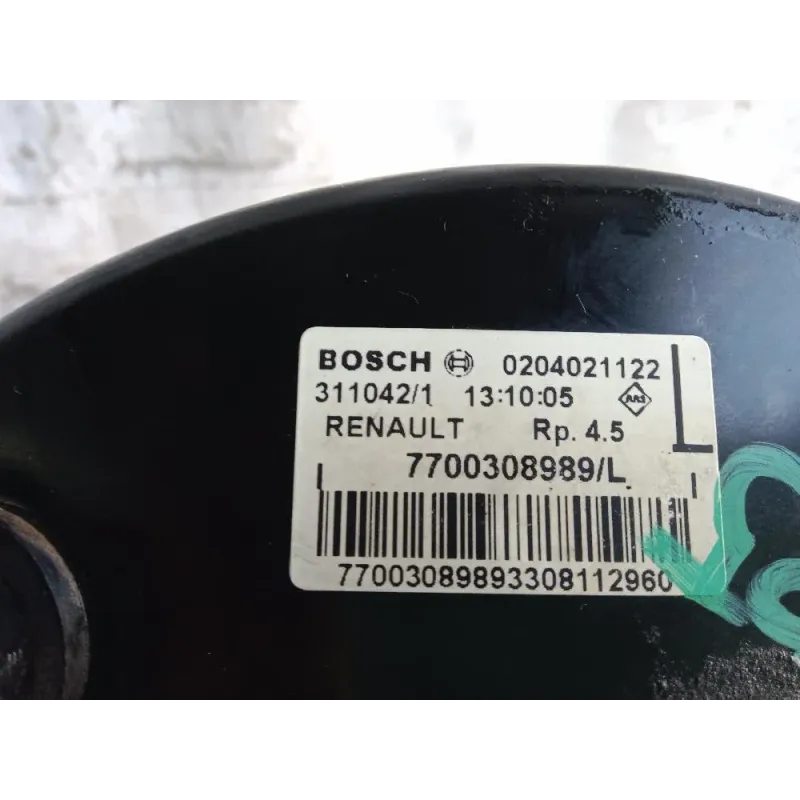 BOSCH 0204021122
311042/1 13:10:05
RENAULT Rp. 4.5 L
7700308989/L
77003089893308112960